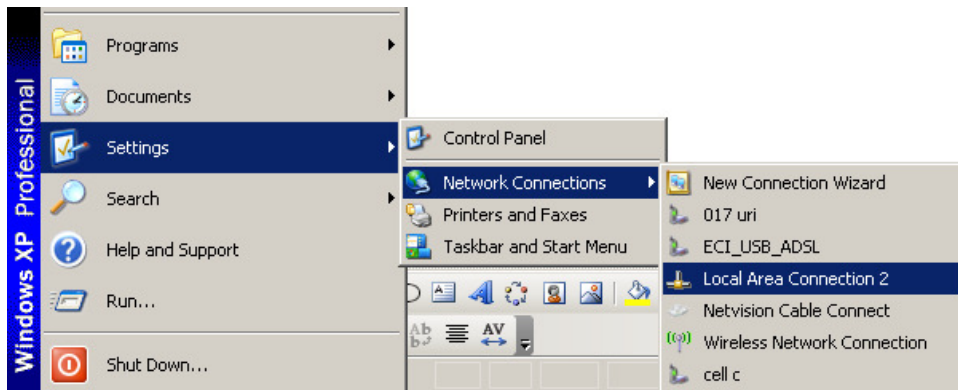 Windows XP Professional
Programs
Documents
Settings
Search
Help and Support
Run...
Shut Down...
Control Panel
Network Connections
Printers and Faxes
Taskbar and Start Menu
New Connection Wizard
017 uri
ECI_USB_ADSL
Local Area Connection 2
Netvision Cable Connect
Wireless Network Connection
cell c
Ab
AV